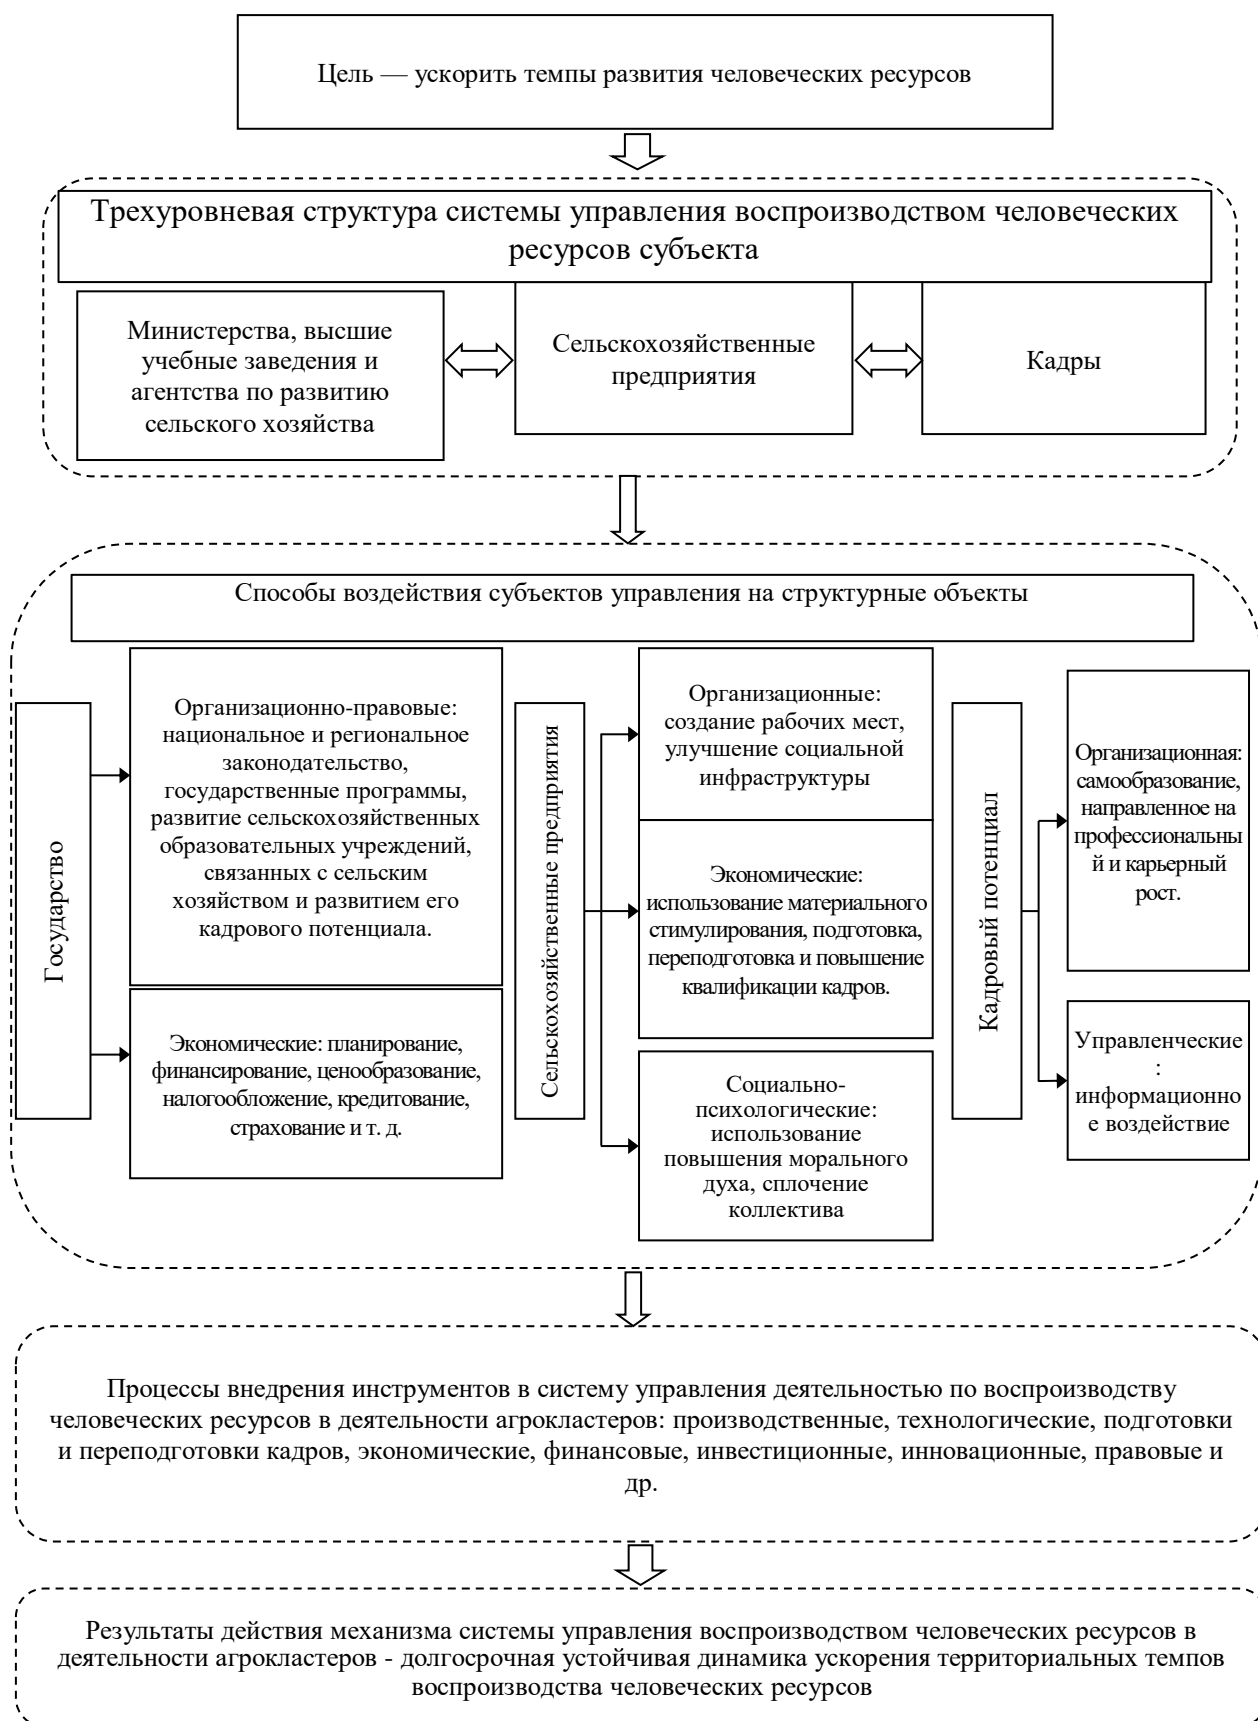 Цель — ускорить темпы развития человеческих ресурсов
Трехуровневая структура системы управления воспроизводством человеческих
ресурсов субъекта
Министерства, высшие
учебные заведения и
агентства по развитию
сельского хозяйства
Сельскохозяйственные
предприятия
Кадры
Способы воздействия субъектов управления на структурные объекты
Государство
Организационно-правовые:
национальное и региональное
законодательство,
государственные программы,
развитие сельскохозяйственных
образовательных учреждений,
связанных с сельским
хозяйством и развитием его
кадрового потенциала.
Экономические: планирование,
финансирование, ценообразование,
налогообложение, кредитование,
страхование и т. д.
Сельскохозяйственные предприятия
Организационные:
создание рабочих мест,
улучшение социальной
инфраструктуры
Экономические:
использование материального
стимулирования, подготовка,
переподготовка и повышение
квалификации кадров.
Социально-
психологические:
использование
повышения морального
духа, сплочение
коллектива
Кадровый потенциал
Организационная:
самообразование,
направленное на
профессиональны
й и карьерный
рост.
Управленческие
:
информационно
е воздействие
Процессы внедрения инструментов в систему управления деятельностью по воспроизводству
человеческих ресурсов в деятельности агрокластеров: производственные, технологические, подготовки
и переподготовки кадров, экономические, финансовые, инвестиционные, инновационные, правовые и
др.
Результаты действия механизма системы управления воспроизводством человеческих ресурсов в
деятельности агрокластеров - долгосрочная устойчивая динамика ускорения территориальных темпов
воспроизводства человеческих ресурсов